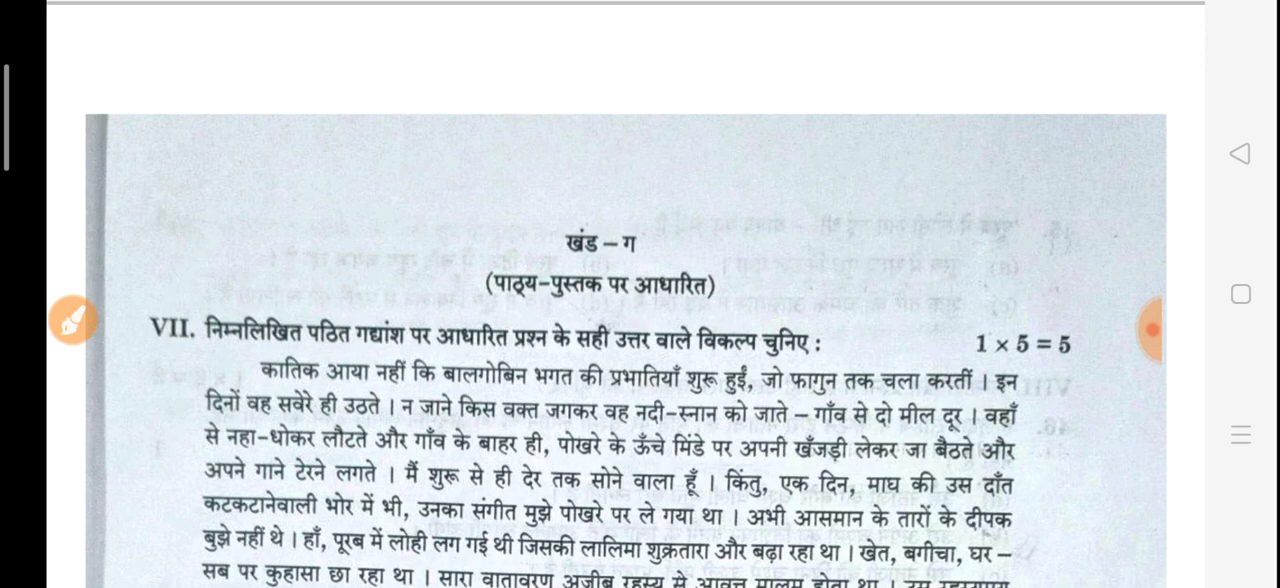 खंड – ग
(पाठ्य-पुस्तक पर आधारित)
VII. निम्नलिखित पठित गद्यांश पर आधारित प्रश्न के सही उत्तर वाले विकल्प चुनिए : 1 × 5 = 5
कातिक आया नहीं कि बालगोबिन भगत की प्रभातियाँ शुरू हुईं, जो फागुन तक चला करतीं । इन
दिनों वह सवेरे ही उठते । न जाने किस वक्त जगकर वह नदी-स्नान को जाते – गाँव से दो मील दूर । वहाँ
से नहा-धोकर लौटते और गाँव के बाहर ही, पोखरे के ऊँचे भिंडे पर अपनी खँजड़ी लेकर जा बैठते और
अपने गाने टेरने लगते । मैं शुरू से ही देर तक सोने वाला हूँ । किंतु, एक दिन, माघ की उस दाँत
कटकटानेवाली भोर में भी, उनका संगीत मुझे पोखरे पर ले गया था । अभी आसमान के तारों के दीपक
बुझे नहीं थे । हाँ, पूरब में लोही लग गई थी जिसकी लालिमा शुक्रतारा और बढ़ा रहा था । खेत, बगीचा, घर –
सब पर कुहासा छा रहा था । सारा वातावरण अजीब रहस्य से आवृत्त मालूम होता था । उस रहस्यमय